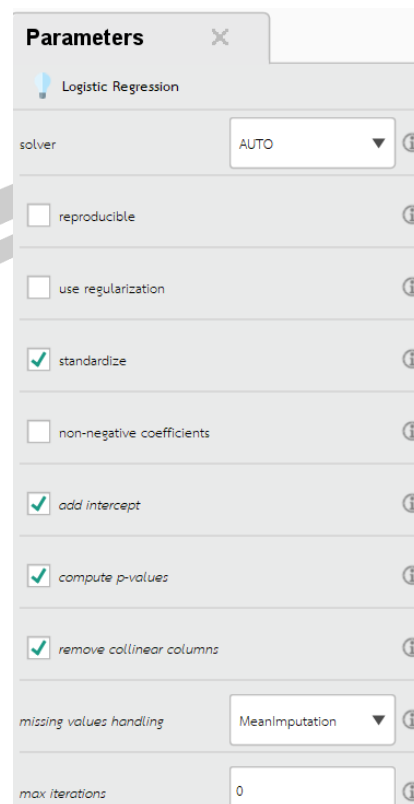 Parameters
Logistic Regression
solver AUTO
reproducible
use regularization
standardize
non-negative coefficients
add intercept
compute p-values
remove collinear columns
missing values handling MeanImputation
max iterations 0